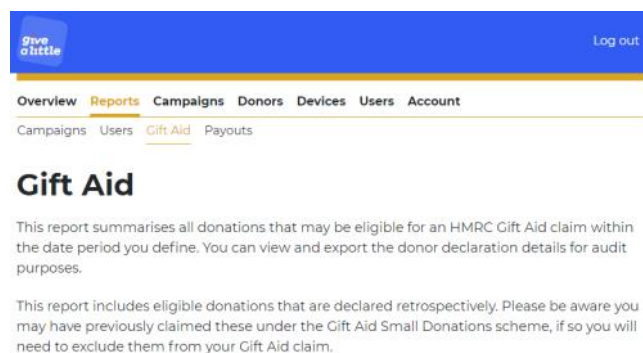 give
a little
Log out
Overview Reports Campaigns Donors Devices Users Account
Campaigns Users Gift Aid Payouts
Gift Aid
This report summarises all donations that may be eligible for an HMRC Gift Aid claim within
the date period you define. You can view and export the donor declaration details for audit
purposes.
This report includes eligible donations that are declared retrospectively. Please be aware you
may have previously claimed these under the Gift Aid Small Donations scheme, if so you will
need to exclude them from your Gift Aid claim.